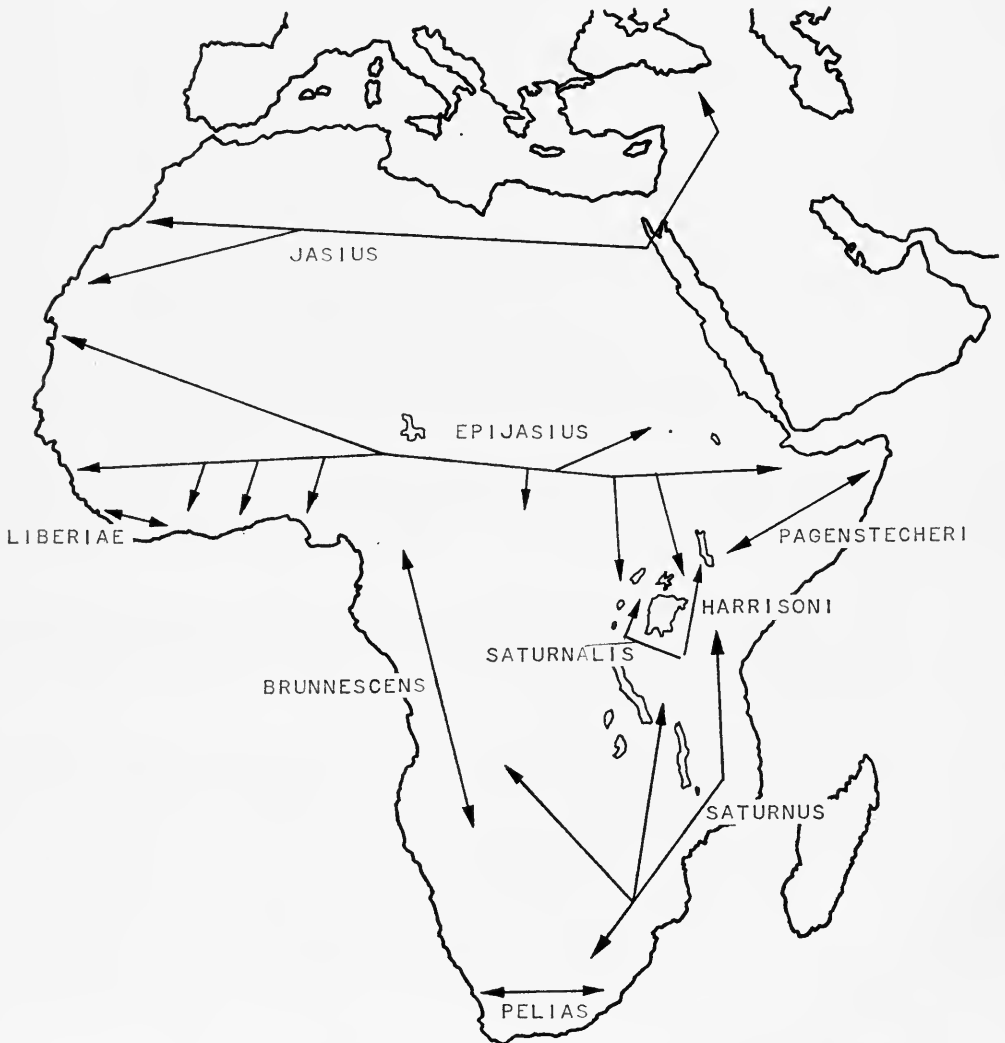 JASIUS
EPIJASIUS
LIBERIAE
PAGENSTECHERI
HARRISONI
SATURNALIS
BRUNNESCENS
SATURNUS
PELIAS